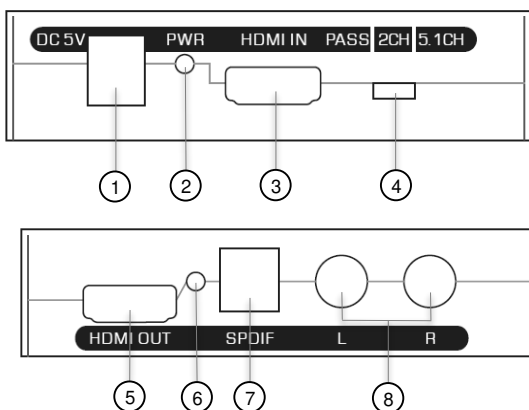 DC 5V PWR HDMI IN PASS 2CH 5.1CH
1 2 3 4
HDMI OUT SPDIF L R
5 6 7 8